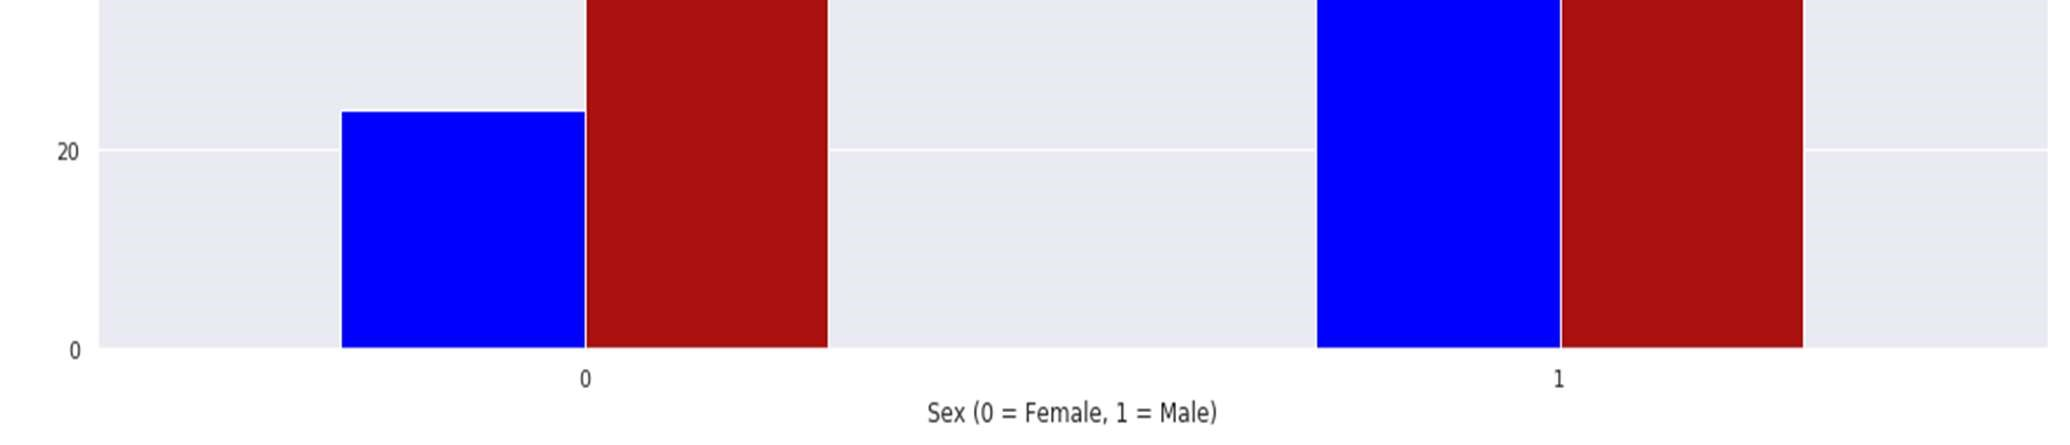 20
0
0 1
Sex (0 = Female, 1 = Male)